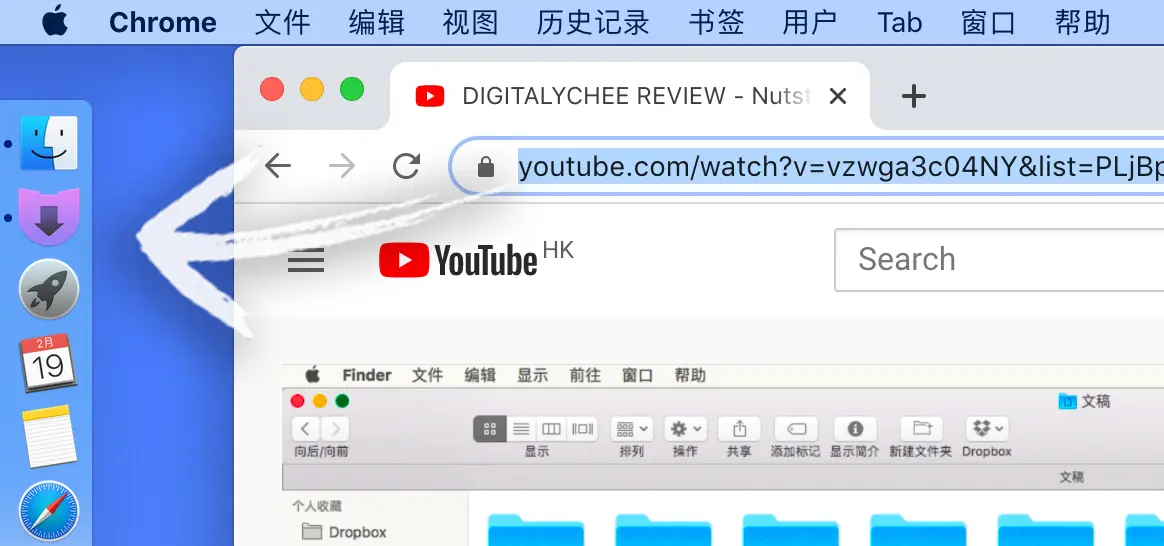 Chrome 文件 编辑 视图 历史记录 书签 用户 Tab 窗口 帮助
DIGITALYCHEE REVIEW - Nutst
youtube.com/watch?v=vzwga3c04NY&list=PLjBp
YouTube HK
Search
2月
19
Finder 文件 编辑 显示 前往 窗口 帮助
文稿
向后/向前 显示 排列 操作 共享 添加标记 显示简介 新建文件夹 Dropbox
文稿
个人收藏
Dropbox